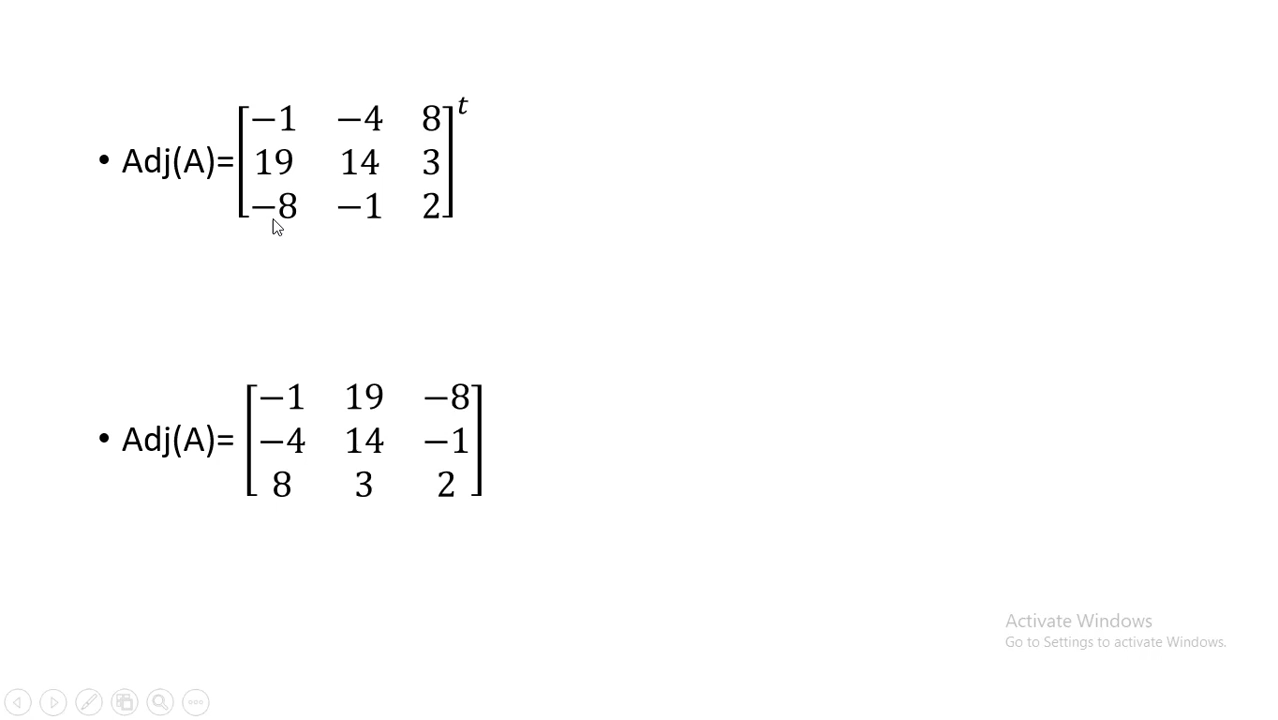 • Adj(A)=
−1 −4 8
19 14 3
−8 −1 2
t
• Adj(A)=
−1 19 −8
−4 14 −1
8 3 2
Activate Windows
Go to Settings to activate Windows.